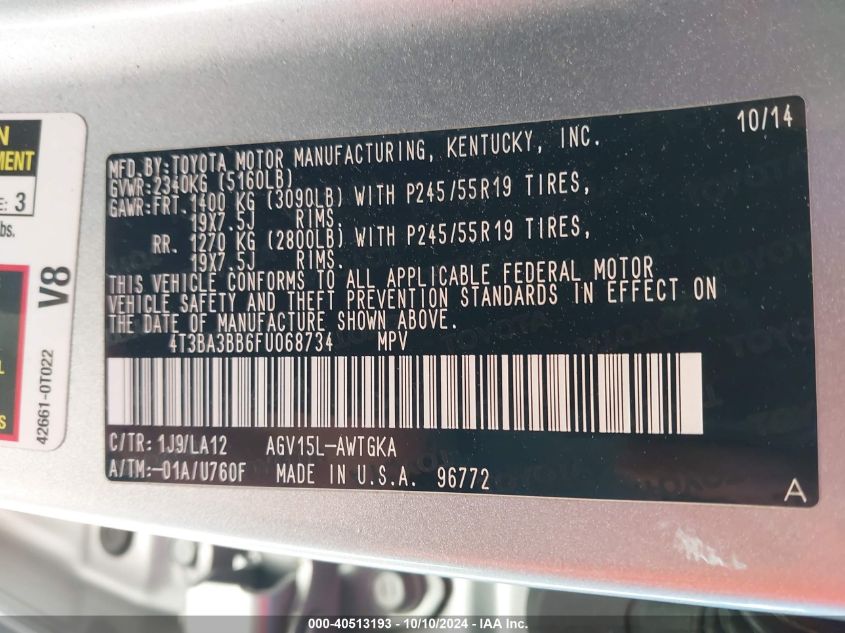 10/14
MFD.BY:TOYOTA MOTOR MANUFACTURING, KENTUCKY, INC.
GVWR:2340KG (5160LB)
GAWR:FRT. 1400 KG (3090LB) WITH P245/55R19 TIRES,
19X7.5J RIMS.
RR. 1270 KG (2800LB) WITH P245/55R19 TIRES,
19X7.5J RIMS.
THIS VEHICLE CONFORMS TO ALL APPLICABLE FEDERAL MOTOR
VEHICLE SAFETY AND THEFT PREVENTION STANDARDS IN EFFECT ON
THE DATE OF MANUFACTURE SHOWN ABOVE.
4T3BA3BB6FU068734 MPV
C/TR: 1J9/LA12 AGV15L-AWTGKA
A/TM:-01A/U760F MADE IN U.S.A. 96772
A
3
lbs.
V8
42661-0T022
000-40513193 - 10/10/2024 - IAA Inc.